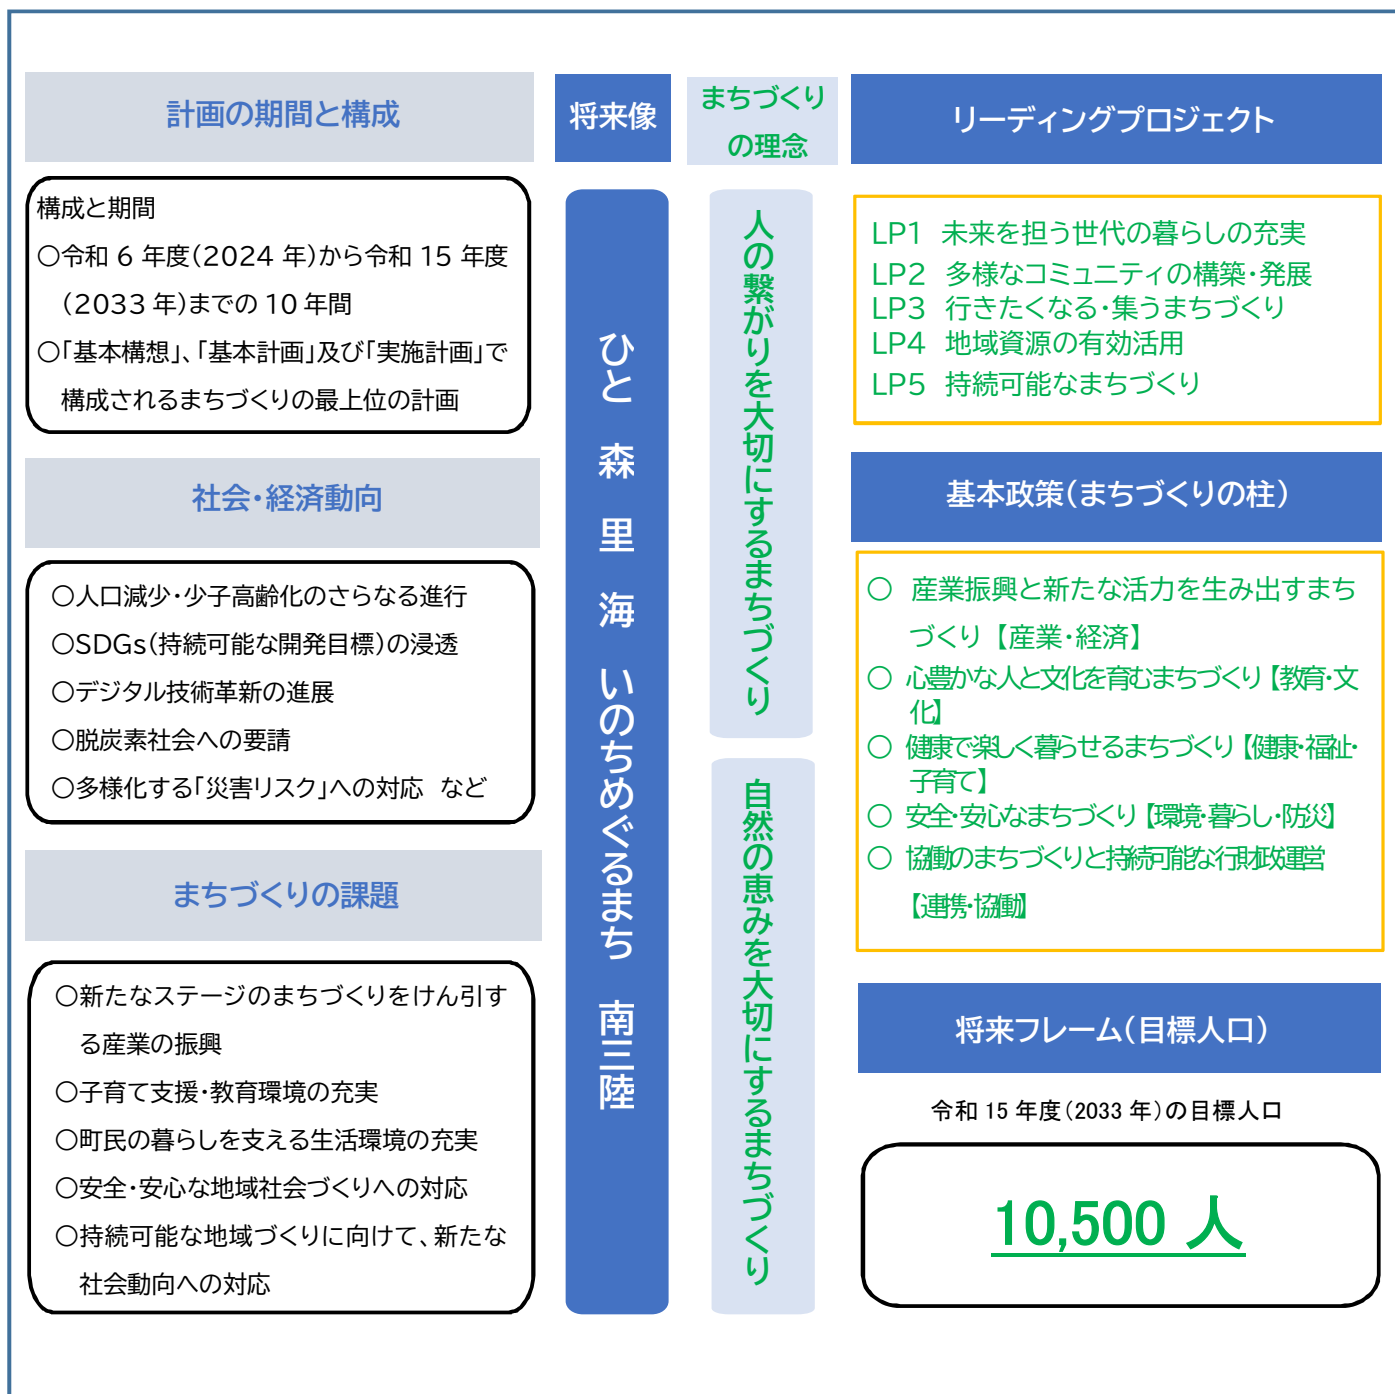 計画の期間と構成
構成と期間
○令和 6 年度(2024 年)から令和 15 年度
(2033 年)までの 10 年間
○「基本構想」、「基本計画」及び「実施計画」で
構成されるまちづくりの最上位の計画
社会・経済動向
○人口減少・少子高齢化のさらなる進行
○SDGs(持続可能な開発目標)の浸透
○デジタル技術革新の進展
○脱炭素社会への要請
○多様化する「災害リスク」への対応 など
まちづくりの課題
○新たなステージのまちづくりをけん引す
る産業の振興
○子育て支援・教育環境の充実
○町民の暮らしを支える生活環境の充実
○安全・安心な地域社会づくりへの対応
○持続可能な地域づくりに向けて、新たな
社会動向への対応
将来像
ひと 森 里 海 いのちめぐるまち 南三陸
まちづくり
の理念
人の繋がりを大切にするまちづくり
自然の恵みを大切にするまちづくり
リーディングプロジェクト
LP1 未来を担う世代の暮らしの充実
LP2 多様なコミュニティの構築・発展
LP3 行きたくなる・集うまちづくり
LP4 地域資源の有効活用
LP5 持続可能なまちづくり
基本政策(まちづくりの柱)
○ 産業振興と新たな活力を生み出すまち
づくり【産業・経済】
○ 心豊かな人と文化を育むまちづくり【教育・文
化】
○ 健康で楽しく暮らせるまちづくり【健康・福祉・
子育て】
○ 安全・安心なまちづくり【環境・暮らし・防災】
○ 協働のまちづくりと持続可能な行財政運営
【連携・協働】
将来フレーム(目標人口)
令和 15 年度(2033 年)の目標人口
10,500 人